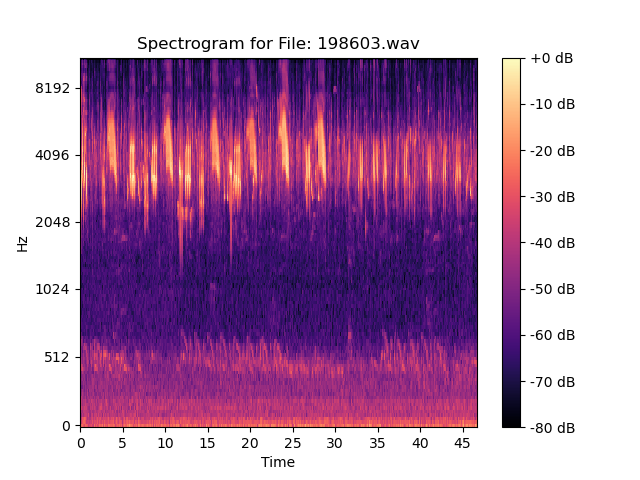 Spectrogram for File: 198603.wav
Hz
8192
4096
2048
1024
512
0
0 5 10 15 20 25 30 35 40 45
Time
+0 dB
-10 dB
-20 dB
-30 dB
-40 dB
-50 dB
-60 dB
-70 dB
-80 dB